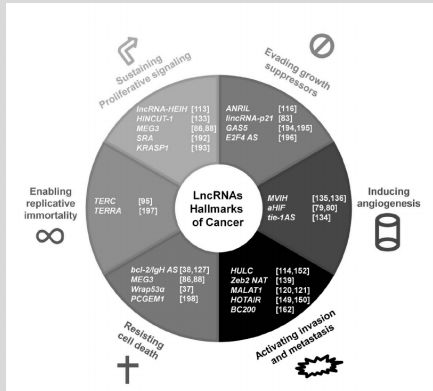 Sustaining
Proliferative signaling
lncRNA-HEIH [113]
HINCUT-1 [133]
MEG3 [86,88]
SRA [192]
KRASP1 [193]
Evading growth
suppressors
ANRIL [116]
lincRNA-p21 [83]
GAS5 [194,195]
E2F4 AS [196]
Enabling
replicative
immortality
TERC [95]
TERRA [197]
LncRNAs
Hallmarks
of Cancer
MVIH [135,136]
aHIF [79,80]
tie-1AS [134]
Inducing
angiogenesis
bcl-2/IgH AS [38,127]
MEG3 [86,88]
Wrap53α [37]
PCGEM1 [198]
Resisting
cell death
HULC [114,152]
Zeb2 NAT [139]
MALAT1 [120,121]
HOTAIR [149,150]
BC200 [162]
Activating invasion
and metastasis